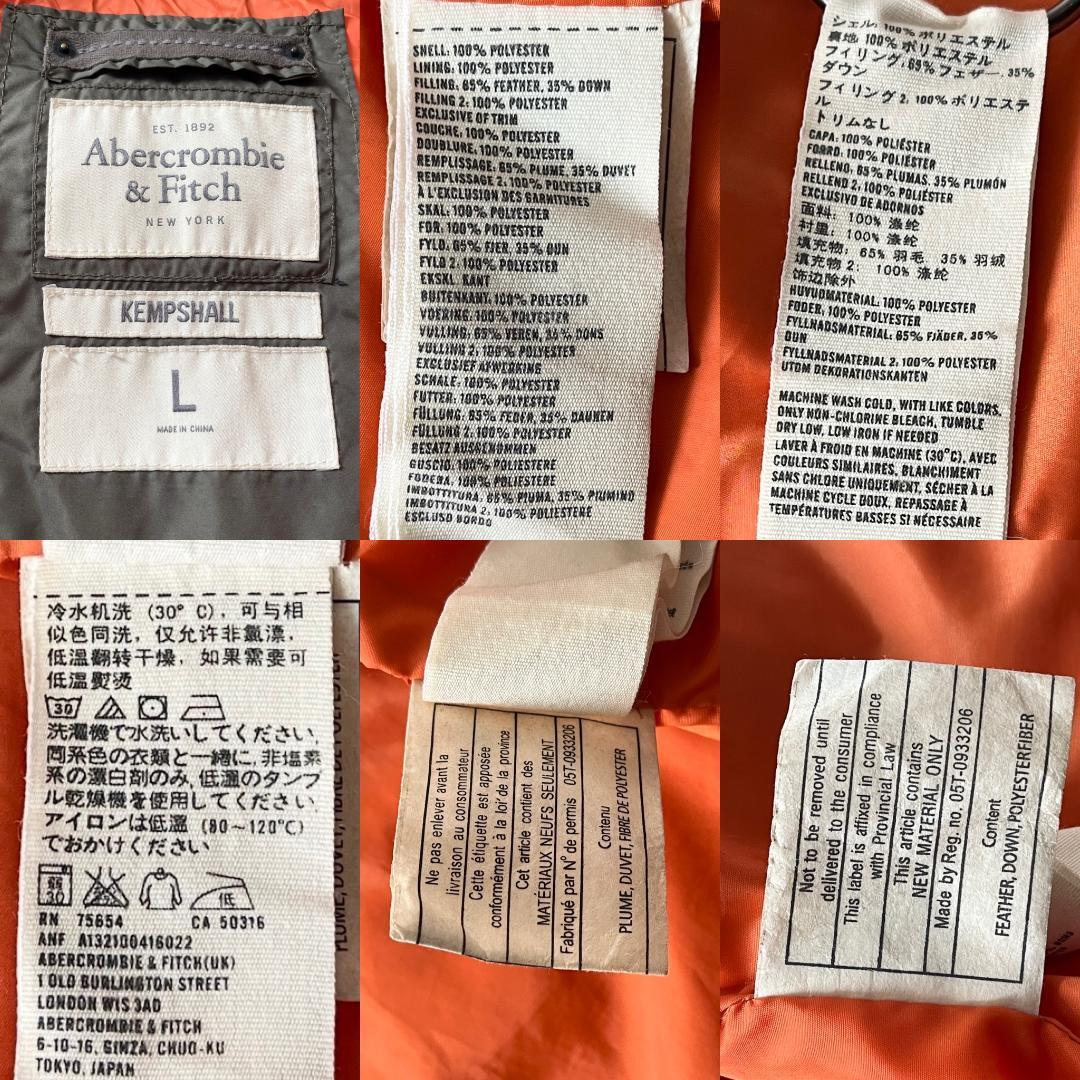 EST. 1892
Abercrombie
& Fitch
NEW YORK
KEMPSHALL
L
MADE IN CHINA
SHELL: 100% POLYESTER
LINING: 100% POLYESTER
FILLING: 65% FEATHER, 35% DOWN
FILLING 2: 100% POLYESTER
EXCLUSIVE OF TRIM
COUCHE: 100% POLYESTER
DOUBLURE: 100% POLYESTER
REMPLISSAGE: 65% PLUME, 35% DUVET
REMPLISSAGE 2: 100% POLYESTER
À L'EXCLUSION DES GARNITURES
SKAL: 100% POLYESTER
FOR: 100% POLYESTER
FYLD: 65% FJER, 35% DUN
FYLD 2: 100% POLYESTER
EKSKL. KANT
BUITENKANT: 100% POLYESTER
VOERING: 100% POLYESTER
VULLING: 65% VEREN, 35% DONS
VULLING 2: 100% POLYESTER
EXCLUSIEF AFWERKING
SCHALE: 100% POLYESTER
FUTTER: 100% POLYESTER
FÜLLUNG: 65% FEDER, 35% DAUNEN
FÜLLUNG 2: 100% POLYESTER
BESATZ AUSGENOMMEN
GUSCIO: 100% POLIESTERE
FODERA: 100% POLIESTERE
IMBOTTITURA: 65% PIUMA, 35% PIUMINO
IMBOTTITURA 2: 100% POLIESTERE
ESCLUSO BORDO
シェル: 100% ポリエステル
裏地: 100% ポリエステル
フィリング: 65% フェザー, 35%
ダウン
フィリング 2: 100% ポリエステ
ル
トリムなし
CAPA: 100% POLIÉSTER
FORRO: 100% POLIÉSTER
RELLENO: 65% PLUMAS, 35% PLUMÓN
RELLENO 2: 100% POLIÉSTER
EXCLUSIVO DE ADORNOS
面料: 100% 涤纶
衬里: 100% 涤纶
填充物: 65% 羽毛, 35% 羽绒
填充物 2: 100% 涤纶
饰边除外
HUVUDMATERIAL: 100% POLYESTER
FODER: 100% POLYESTER
FYLLNADSMATERIAL: 65% FJÄDER, 35%
DUN
FYLLNADSMATERIAL 2: 100% POLYESTER
UTOM DEKORATIONSKANTEN
MACHINE WASH COLD, WITH LIKE COLORS,
ONLY NON-CHLORINE BLEACH, TUMBLE
DRY LOW, LOW IRON IF NEEDED
LAVER À FROID EN MACHINE (30°C), AVEC
COULEURS SIMILAIRES, BLANCHIMENT
SANS CHLORE UNIQUEMENT, SÉCHER À LA
MACHINE CYCLE DOUX, REPASSAGE À
TEMPÉRATURES BASSES SI NÉCESSAIRE
冷水机洗 (30° C), 可与相
似色同洗, 仅允许非氯漂,
低温翻转干燥, 如果需要可
低温熨烫
30
洗濯機で水洗いしてください,
同系色の衣類と一緒に, 非塩素
系の漂白剤のみ, 低温のタンブ
ル乾燥機を使用してください
アイロンは低温 (80～120℃)
でおかけください
30
低
RN 75654 CA 50316
ANF A132100416022
ABERCROMBIE & FITCH(UK)
1 OLD BURLINGTON STREET
LONDON W1S 3AD
ABERCROMBIE & FITCH
6-10-16, GINZA, CHUO-KU
TOKYO, JAPAN
PLUME, DUVET, FIBRE DE POLYESTER
Ne pas enlever avant la
livraison au consommateur
Cette étiquette est apposée
conformément à la loi de la province
Cet article contient des
MATÉRIAUX NEUFS SEULEMENT
Fabriqué par N° de permis 05T-0933206
Contenu
PLUME, DUVET, FIBRE DE POLYESTER
Not to be removed until
delivered to the consumer
This label is affixed in compliance
with Provincial Law
This article contains
NEW MATERIAL ONLY
Made by Reg. no. 05T-0933206
Content
FEATHER, DOWN, POLYESTERFIBER